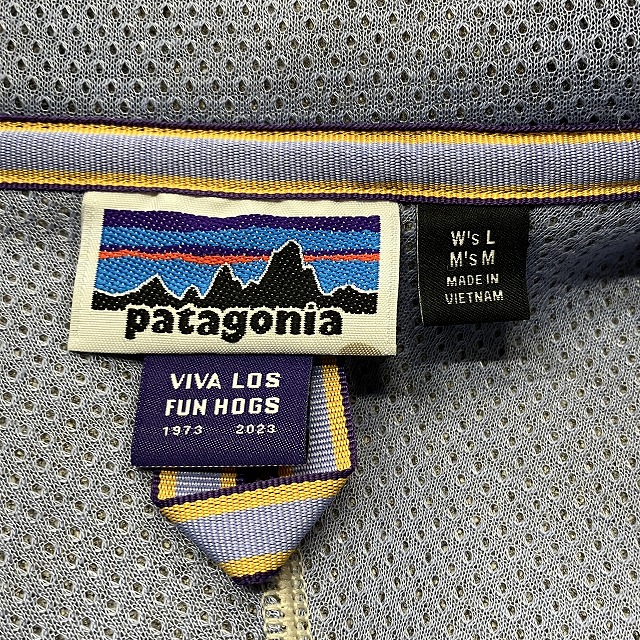 patagonia
W's L
M's M
MADE IN
VIETNAM
VIVA LOS
FUN HOGS
1973 2023